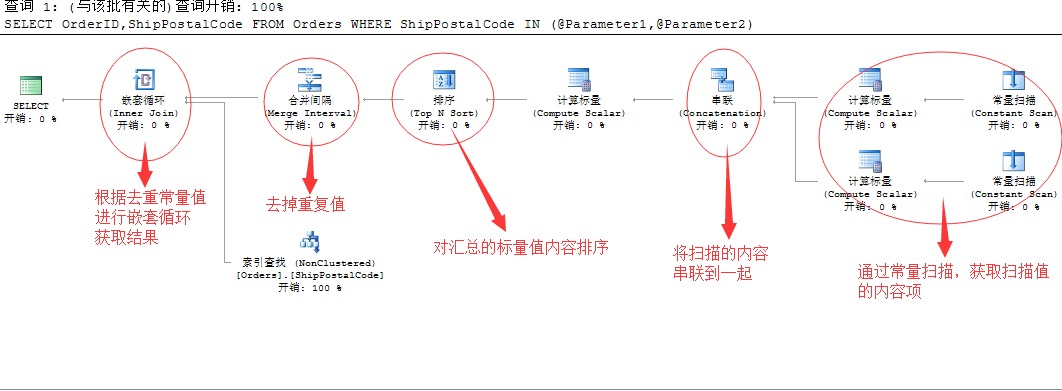 查询 1: (与该批有关的)查询开销: 100%
SELECT OrderID,ShipPostalCode FROM Orders WHERE ShipPostalCode IN (@Parameter1,@Parameter2)
SELECT
开销: 0 %
嵌套循环
(Inner Join)
开销: 0 %
合并间隔
(Merge Interval)
开销: 0 %
排序
(Top N Sort)
开销: 0 %
计算标量
(Compute Scalar)
开销: 0 %
串联
(Concatenation)
开销: 0 %
计算标量
(Compute Scalar)
开销: 0 %
常量扫描
(Constant Scan)
开销: 0 %
计算标量
(Compute Scalar)
开销: 0 %
常量扫描
(Constant Scan)
开销: 0 %
根据去重常量值
进行嵌套循环
获取结果
去掉重复值
对汇总的标量值内容排序
将扫描的内容
串联到一起
通过常量扫描，获取扫描值
的内容项
索引查找 (NonClustered)
[Orders].[ShipPostalCode]
开销: 100 %